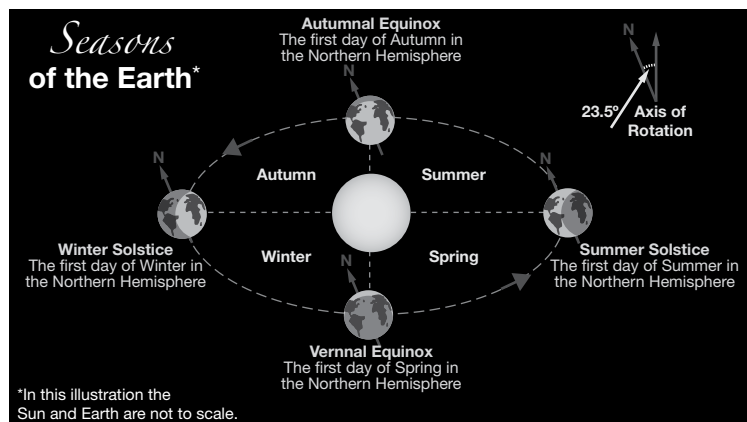 Seasons
of the Earth*
Autumnal Equinox
The first day of Autumn in
the Northern Hemisphere
N
N
23.5º
Axis of
Rotation
Autumn
Summer
N
N
Winter Solstice
The first day of Winter in
the Northern Hemisphere
Winter
Spring
Summer Solstice
The first day of Summer in
the Northern Hemisphere
N
Vernnal Equinox
The first day of Spring in
the Northern Hemisphere
*In this illustration the
Sun and Earth are not to scale.